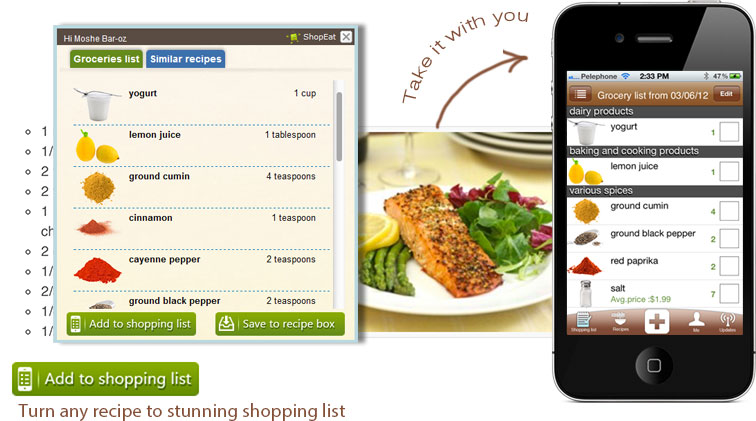 Hi Moshe Bar-oz
ShopEat
Groceries list
Similar recipes
yogurt 1 cup
lemon juice 1 tablespoon
ground cumin 4 teaspoons
cinnamon 1 teaspoon
cayenne pepper 2 teaspoons
ground black pepper 2 teaspoons
Add to shopping list
Save to recipe box
1
1/
2
2
1
ch
2
1/
2/
1/
1/
Take it with you
Pelephone 2:33 PM 47%
Grocery list from 03/06/12 Edit
dairy products
yogurt 1
baking and cooking products
lemon juice 1
various spices
ground cumin 4
ground black pepper 2
red paprika 2
salt 7
Avg.price :$1.99
Shopping list Recipes Me Updates
Add to shopping list
Turn any recipe to stunning shopping list